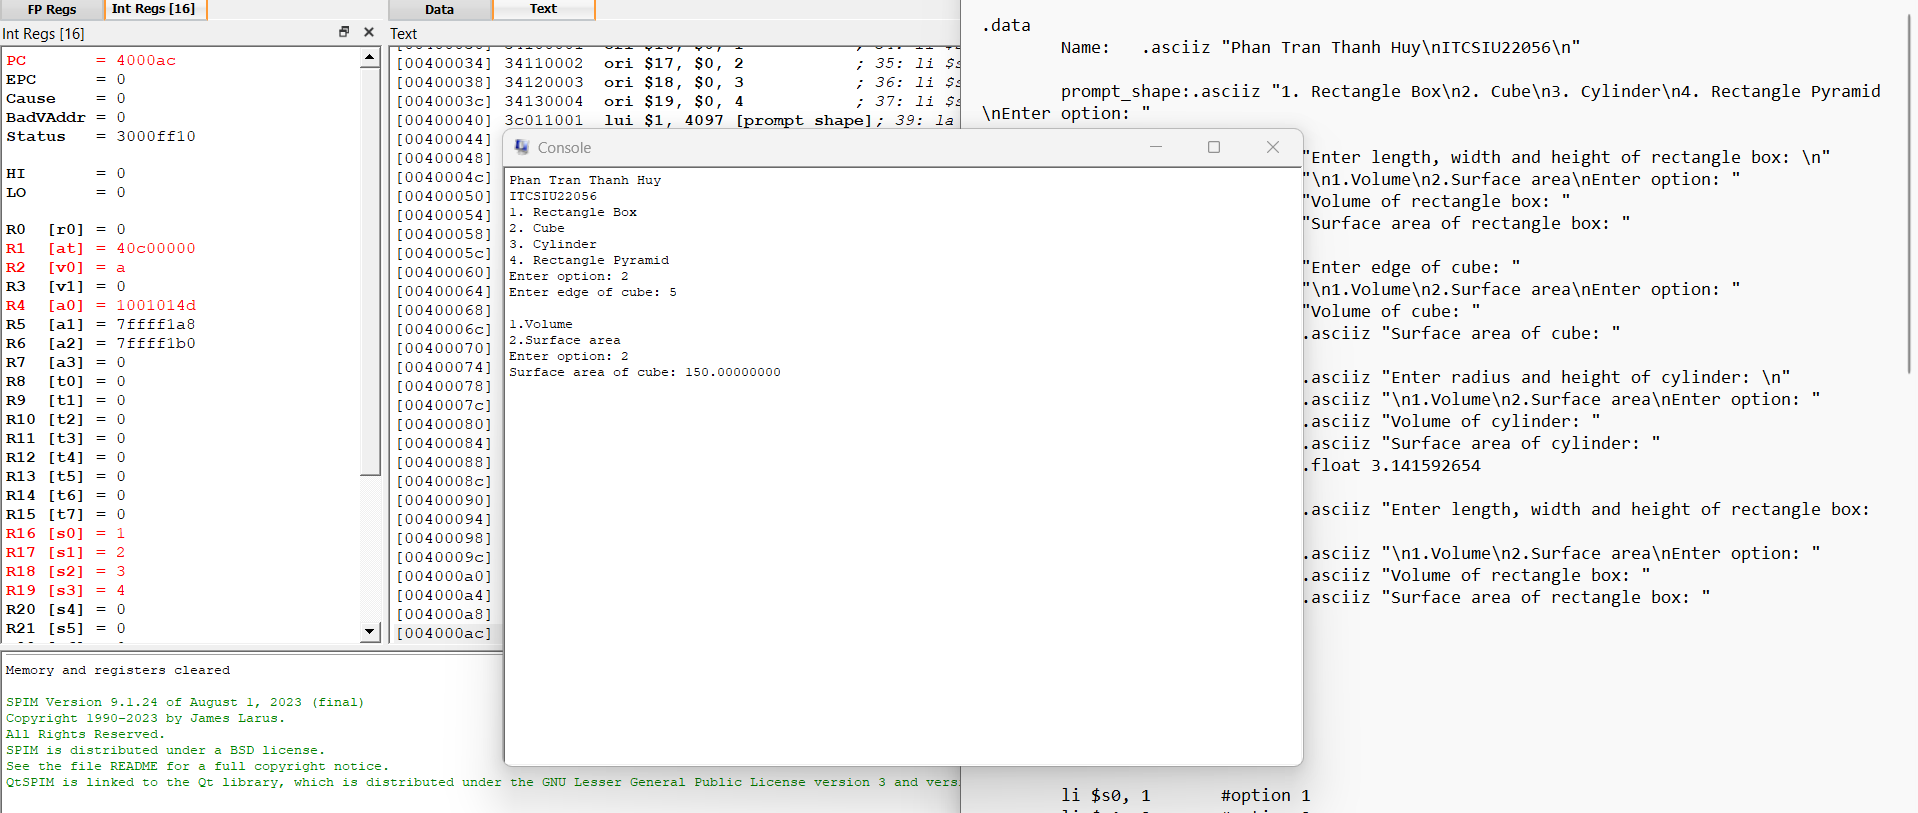 FP Regs
Int Regs [16]
Data
Text
Int Regs [16]
Text
PC = 4000ac
EPC = 0
Cause = 0
BadVAddr = 0
Status = 3000ff10
HI = 0
LO = 0
R0 [r0] = 0
R1 [at] = 40c00000
R2 [v0] = a
R3 [v1] = 0
R4 [a0] = 1001014d
R5 [a1] = 7ffff1a8
R6 [a2] = 7ffff1b0
R7 [a3] = 0
R8 [t0] = 0
R9 [t1] = 0
R10 [t2] = 0
R11 [t3] = 0
R12 [t4] = 0
R13 [t5] = 0
R14 [t6] = 0
R15 [t7] = 0
R16 [s0] = 1
R17 [s1] = 2
R18 [s2] = 3
R19 [s3] = 4
R20 [s4] = 0
R21 [s5] = 0
[00400034] 34110002 ori $17, $0, 2 ; 35: li $s
[00400038] 34120003 ori $18, $0, 3 ; 36: li $s
[0040003c] 34130004 ori $19, $0, 4 ; 37: li $s
[00400040] 3c011001 lui $1, 4097 [prompt_shape]; 39: la
[00400044]
[00400048]
[0040004c]
[00400050]
[00400054]
[00400058]
[0040005c]
[00400060]
[00400064]
[00400068]
[0040006c]
[00400070]
[00400074]
[00400078]
[0040007c]
[00400080]
[00400084]
[00400088]
[0040008c]
[00400090]
[00400094]
[00400098]
[0040009c]
[004000a0]
[004000a4]
[004000a8]
[004000ac]
Console
Phan Tran Thanh Huy
ITCSIU22056
1. Rectangle Box
2. Cube
3. Cylinder
4. Rectangle Pyramid
Enter option: 2
Enter edge of cube: 5
1.Volume
2.Surface area
Enter option: 2
Surface area of cube: 150.00000000
Memory and registers cleared
SPIM Version 9.1.24 of August 1, 2023 (final)
Copyright 1990-2023 by James Larus.
All Rights Reserved.
SPIM is distributed under a BSD license.
See the file README for a full copyright notice.
QtSPIM is linked to the Qt library, which is distributed under the GNU Lesser General Public License version 3 and versi
.data
Name: .asciiz "Phan Tran Thanh Huy\nITCSIU22056\n"
prompt_shape:.asciiz "1. Rectangle Box\n2. Cube\n3. Cylinder\n4. Rectangle Pyramid
\nEnter option: "
"Enter length, width and height of rectangle box: \n"
"\n1.Volume\n2.Surface area\nEnter option: "
"Volume of rectangle box: "
"Surface area of rectangle box: "
"Enter edge of cube: "
"\n1.Volume\n2.Surface area\nEnter option: "
"Volume of cube: "
.asciiz "Surface area of cube: "
.asciiz "Enter radius and height of cylinder: \n"
.asciiz "\n1.Volume\n2.Surface area\nEnter option: "
.asciiz "Volume of cylinder: "
.asciiz "Surface area of cylinder: "
.float 3.141592654
.asciiz "Enter length, width and height of rectangle box:
.asciiz "\n1.Volume\n2.Surface area\nEnter option: "
.asciiz "Volume of rectangle box: "
.asciiz "Surface area of rectangle box: "
li $s0, 1 #option 1